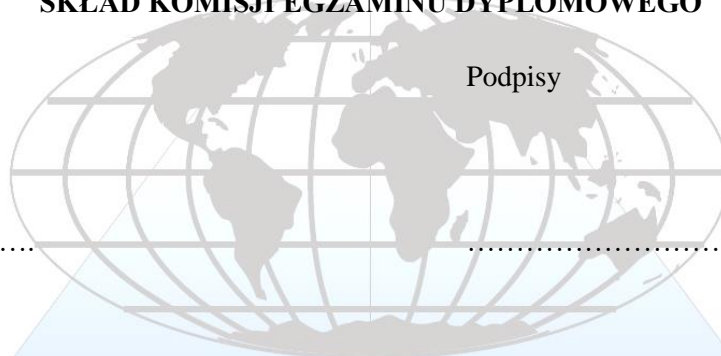 SKŁAD KOMISJI EGZAMINU DYPLOMOWEGO
Podpisy
…. ………………………